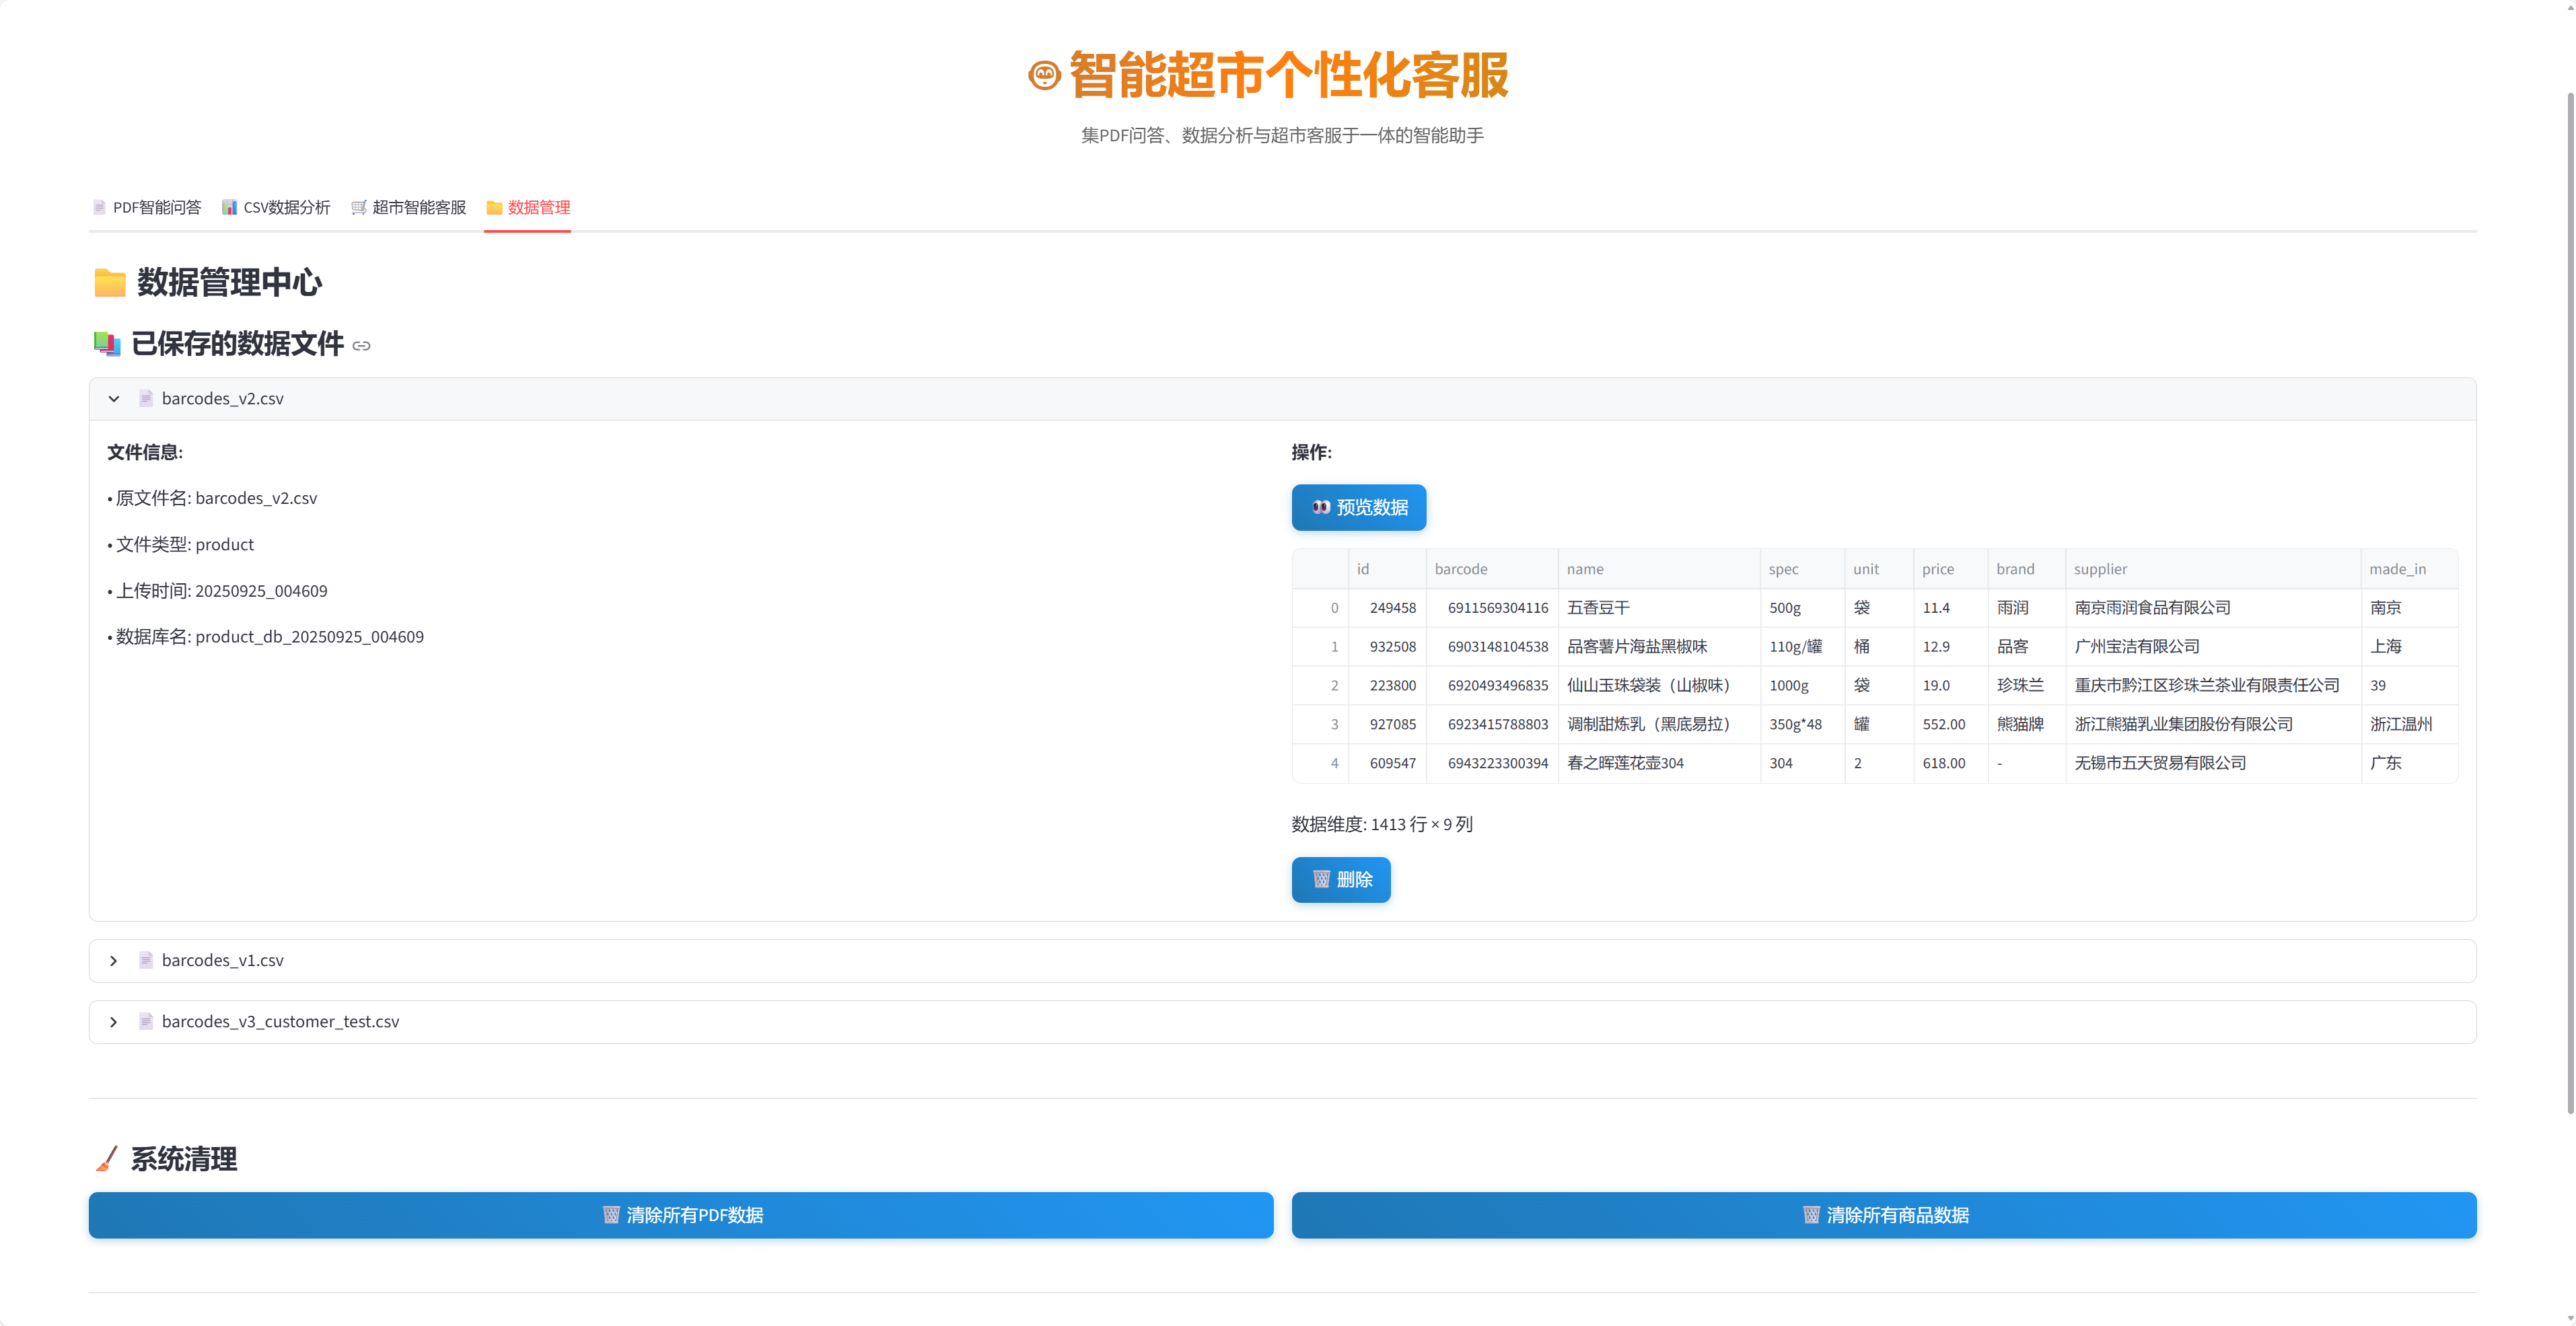 智能超市个性化客服
集PDF问答、数据分析与超市客服于一体的智能助手
PDF智能问答 CSV数据分析 超市智能客服 数据管理
数据管理中心
已保存的数据文件
barcodes_v2.csv
文件信息:
• 原文件名: barcodes_v2.csv
• 文件类型: product
• 上传时间: 20250925_004609
• 数据库名: product_db_20250925_004609
操作:
预览数据
id barcode name spec unit price brand supplier made_in
0 249458 6911569304116 五香豆干 500g 袋 11.4 雨润 南京雨润食品有限公司 南京
1 932508 6903148104538 品客薯片海盐黑椒味 110g/罐 桶 12.9 品客 广州宝洁有限公司 上海
2 223800 6920493496835 仙山玉珠袋装（山椒味） 1000g 袋 19.0 珍珠兰 重庆市黔江区珍珠兰茶业有限责任公司 39
3 927085 6923415788803 调制甜炼乳（黑底易拉） 350g*48 罐 552.00 熊猫牌 浙江熊猫乳业集团股份有限公司 浙江温州
4 609547 6943223300394 春之晖莲花壶304 304 2 618.00 - 无锡市五天贸易有限公司 广东
数据维度: 1413 行 × 9 列
删除
barcodes_v1.csv
barcodes_v3_customer_test.csv
系统清理
清除所有PDF数据
清除所有商品数据